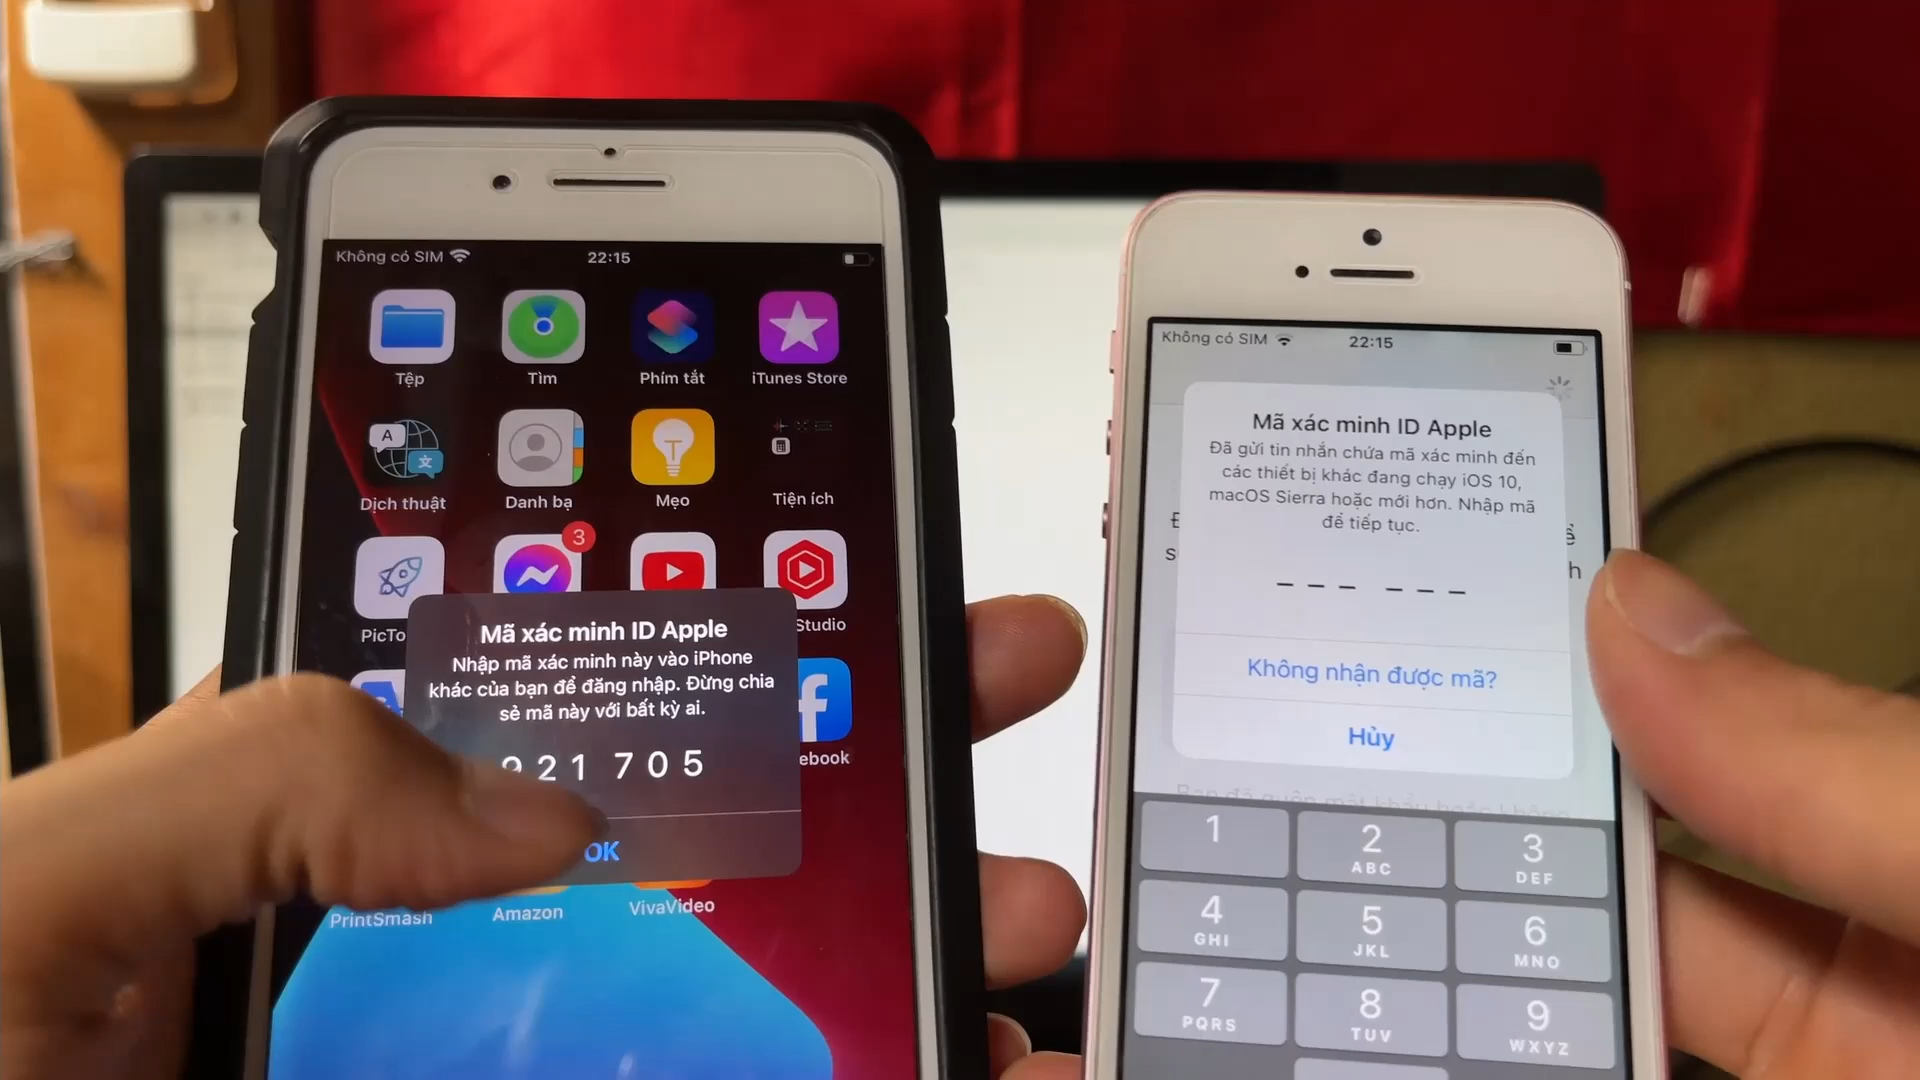 Không có SIM
22:15
Tệp
Tìm
Phím tắt
iTunes Store
Dịch thuật
Danh bạ
Mẹo
Tiện ích
3
PicTo
Studio
Mã xác minh ID Apple
Nhập mã xác minh này vào iPhone
khác của bạn để đăng nhập. Đừng chia
sẻ mã này với bất kỳ ai.
21 705
OK
ebook
PrintSmash
Amazon
VivaVideo
Không có SIM
22:15
Mã xác minh ID Apple
Đã gửi tin nhắn chứa mã xác minh đến
các thiết bị khác đang chạy iOS 10,
macOS Sierra hoặc mới hơn. Nhập mã
để tiếp tục.
Không nhận được mã?
Hủy
1
2
ABC
3
DEF
4
GHI
5
JKL
6
MNO
7
PQRS
8
TUV
9
WXYZ